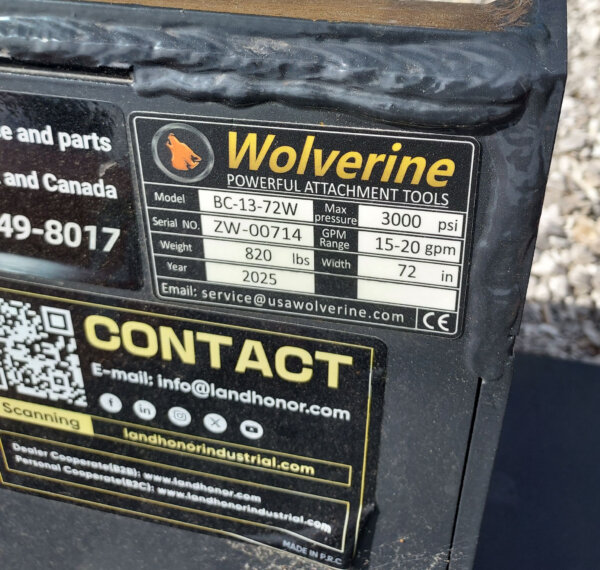 e and parts
and Canada
49-8017
Wolverine
POWERFUL ATTACHMENT TOOLS
Model BC-13-72W Max pressure 3000 psi
Serial NO. ZW-00714 GPM Range 15-20 gpm
Weight 820 lbs Width 72 in
Year 2025
Email: service@usawolverine.com CE
CONTACT
E-mail: info@landhonor.com
Scanning landhonorindustrial.com
Dealer Cooperate(B2B): www.landhonor.com
Personal Cooperate(B2C): www.landhonorindustrial.com
MADE IN P.R.C